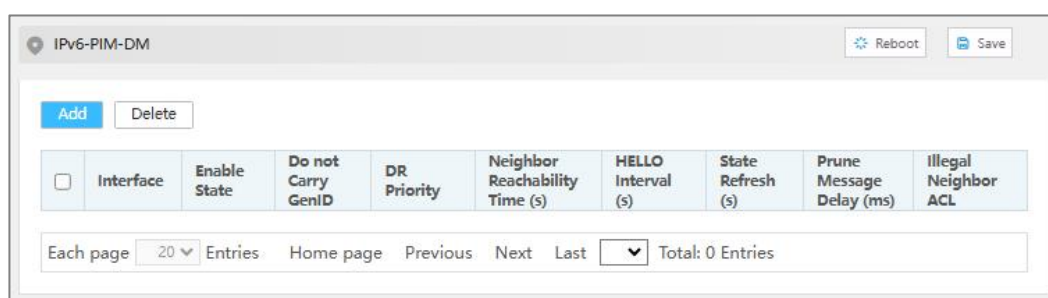 IPv6-PIM-DM Reboot Save
Add Delete
Interface Enable State Do not Carry GenID DR Priority Neighbor Reachability Time (s) HELLO Interval (s) State Refresh (s) Prune Message Delay (ms) Illegal Neighbor ACL
Each page 20 Entries Home page Previous Next Last Total: 0 Entries